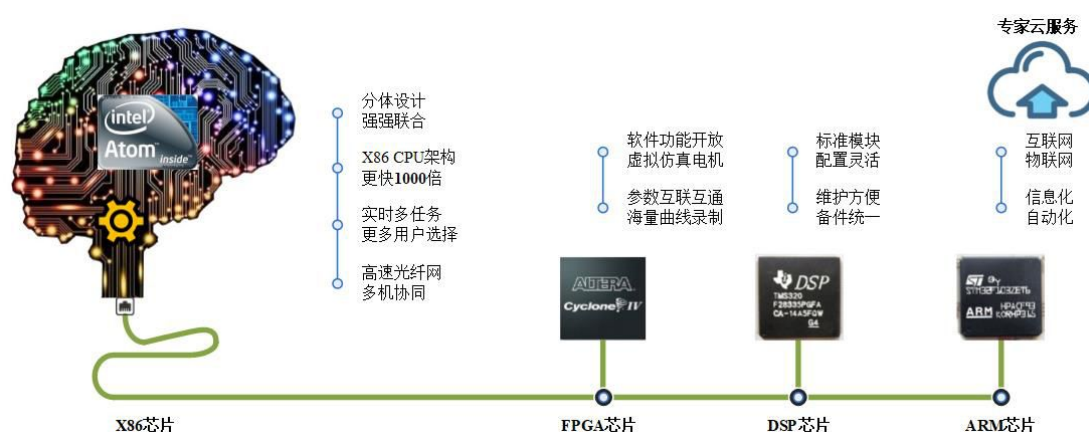 专家云服务
intel
Atom
inside
分体设计
强强联合
X86 CPU架构
更快1000倍
实时多任务
更多用户选择
高速光纤网
多机协同
软件功能开放
虚拟仿真电机
参数互联互通
海量曲线录制
标准模块
配置灵活
维护方便
备件统一
互联网
物联网
信息化
自动化
ALTERA
Cyclone IV
DSP
TMS320
F28335PGFA
CA-14A5FQW
G4
ST
STM32F103ZET6
ARM
X86芯片
FPGA芯片
DSP芯片
ARM芯片